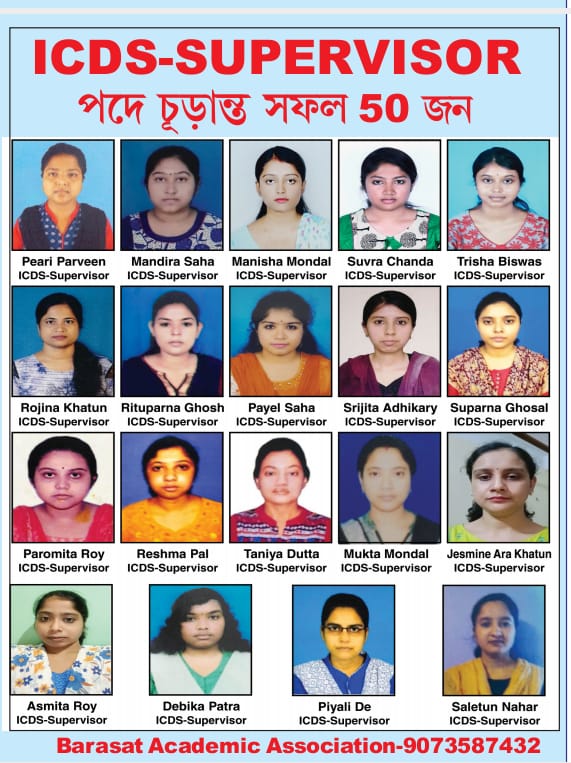 ICDS-SUPERVISOR
পদে চূড়ান্ত সফল 50 জন
Peari Parveen Mandira Saha Manisha Mondal Suvra Chanda Trisha Biswas
ICDS-Supervisor ICDS-Supervisor ICDS-Supervisor ICDS-Supervisor ICDS-Supervisor
Rojina Khatun Rituparna Ghosh Payel Saha Srijita Adhikary Suparna Ghosal
ICDS-Supervisor ICDS-Supervisor ICDS-Supervisor ICDS-Supervisor ICDS-Supervisor
Paromita Roy Reshma Pal Taniya Dutta Mukta Mondal Jesmine Ara Khatun
ICDS-Supervisor ICDS-Supervisor ICDS-Supervisor ICDS-Supervisor ICDS-Supervisor
Asmita Roy Debika Patra Piyali De Saletun Nahar
ICDS-Supervisor ICDS-Supervisor ICDS-Supervisor ICDS-Supervisor
Barasat Academic Association-9073587432